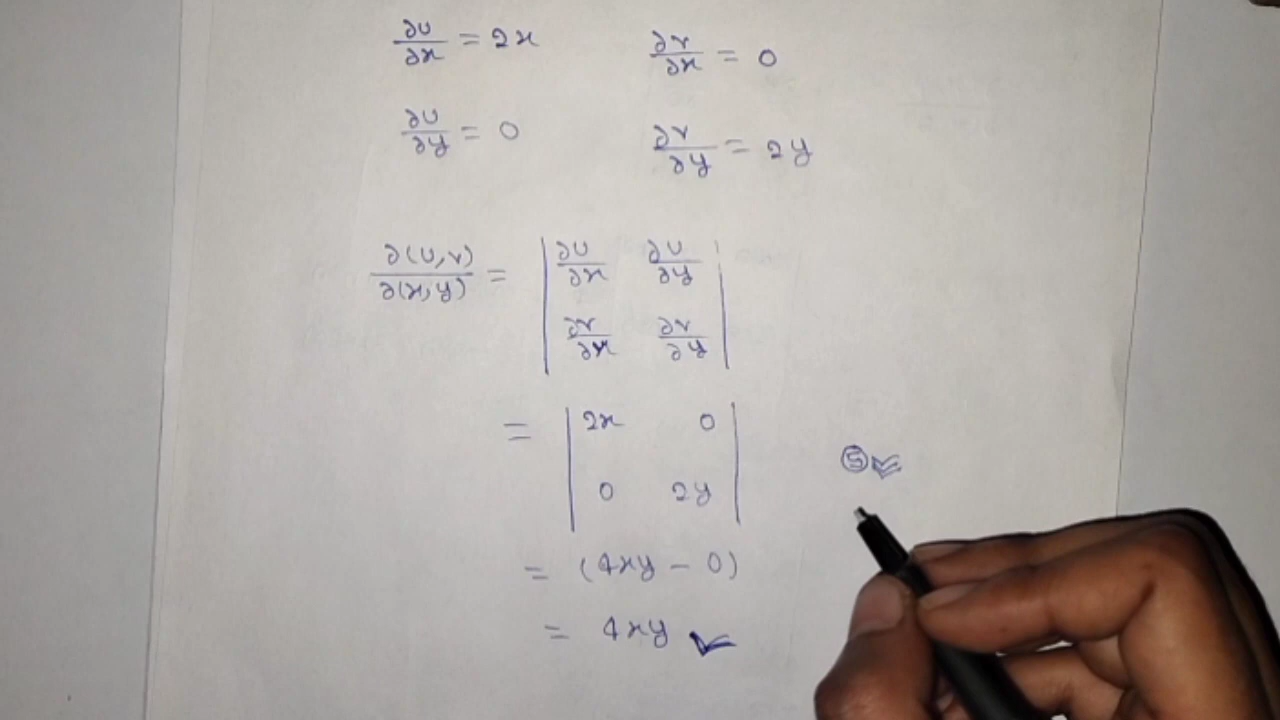 ∂u/∂x = 2x    ∂v/∂x = 0
∂u/∂y = 0    ∂v/∂y = 2y
∂(u,v)/∂(x,y) = | ∂u/∂x  ∂u/∂y |
| ∂v/∂x  ∂v/∂y |
= | 2x  0 |
⑤✓
| 0  2y |
= (4xy - 0)
= 4xy ✓